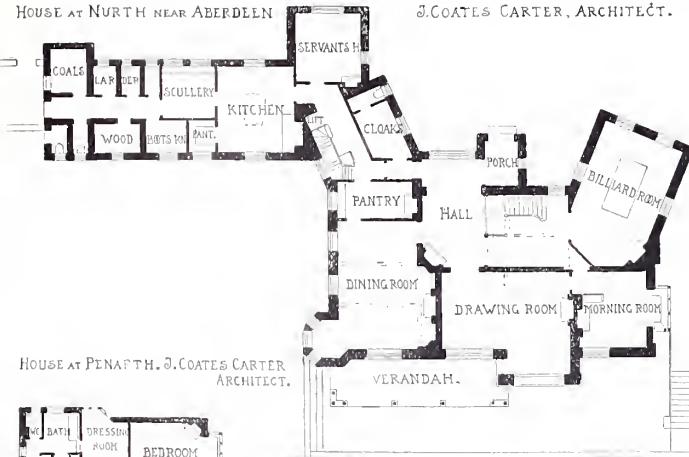 HOUSE AT NURTH NEAR ABERDEEN
J. COATES CARTER, ARCHITECT.
SERVANTS H.
COALS
LAR DER
SCULLERY
KITCHEN
WOOD
BOOTS KN.
PANT.
LIFT
CLOAKS
PORCH
BILLIARD ROOM
PANTRY
HALL
DINING ROOM
DRAWING ROOM
MORNING ROOM
VERANDAH.
HOUSE AT PENARTH. J. COATES CARTER
ARCHITECT.
WC
BATH
DRESSING
ROOM
BEDROOM